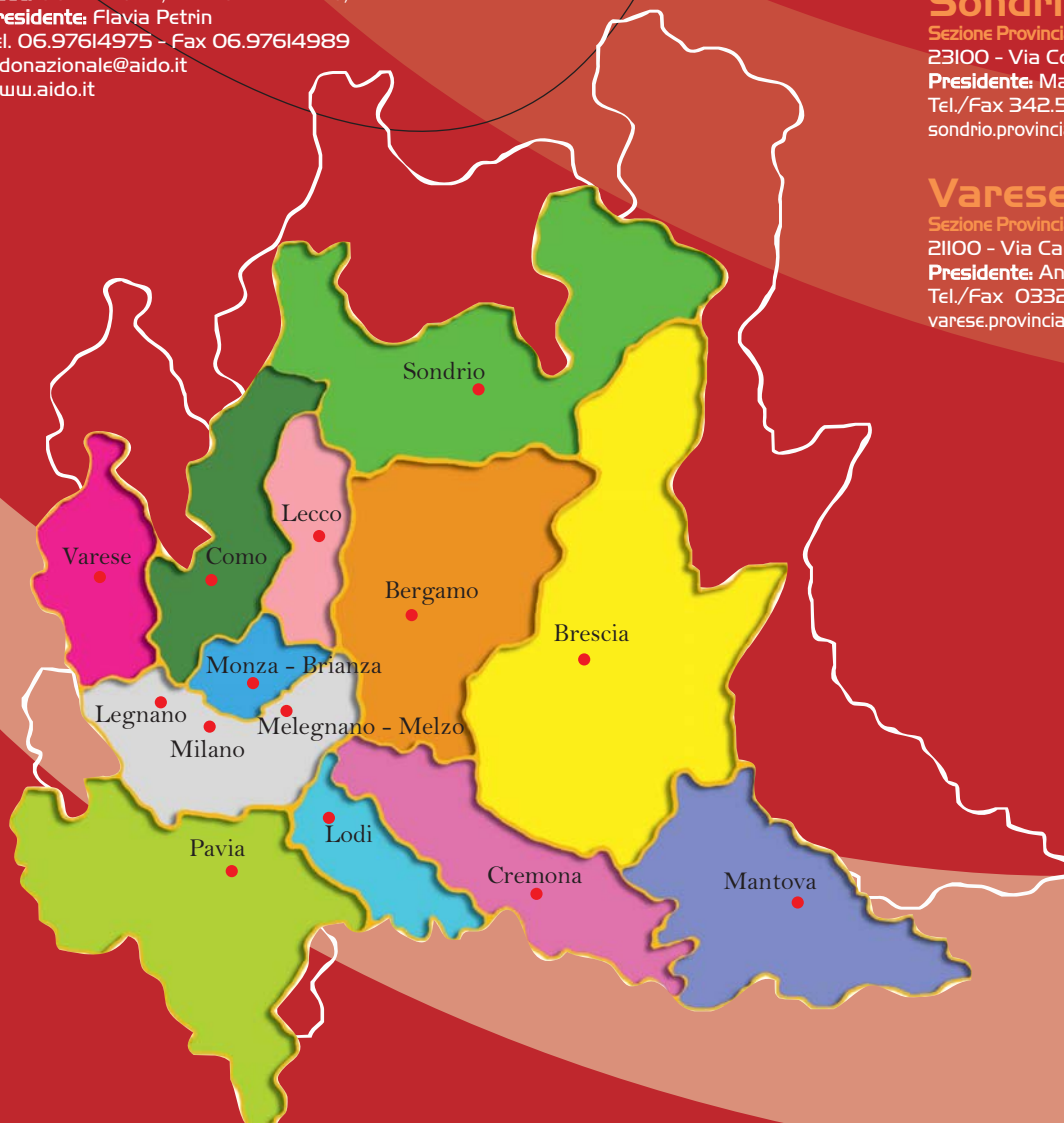 Presidente: Flavia Petrin
Tel. 06.97614975 - Fax 06.97614989
aidonazionale@aido.it
www.aido.it
Sondri
Sezione Provinci
23100 - Via Co
Presidente: Ma
Tel./Fax 342.5
sondrio.provinci
Varese
Sezione Provinci
21100 - Via Ca
Presidente: An
Tel./Fax 0332
varese.provincia
Sondrio
Lecco
Varese
Como
Bergamo
Brescia
Monza - Brianza
Legnano
Melegnano - Melzo
Milano
Lodi
Pavia
Cremona
Mantova